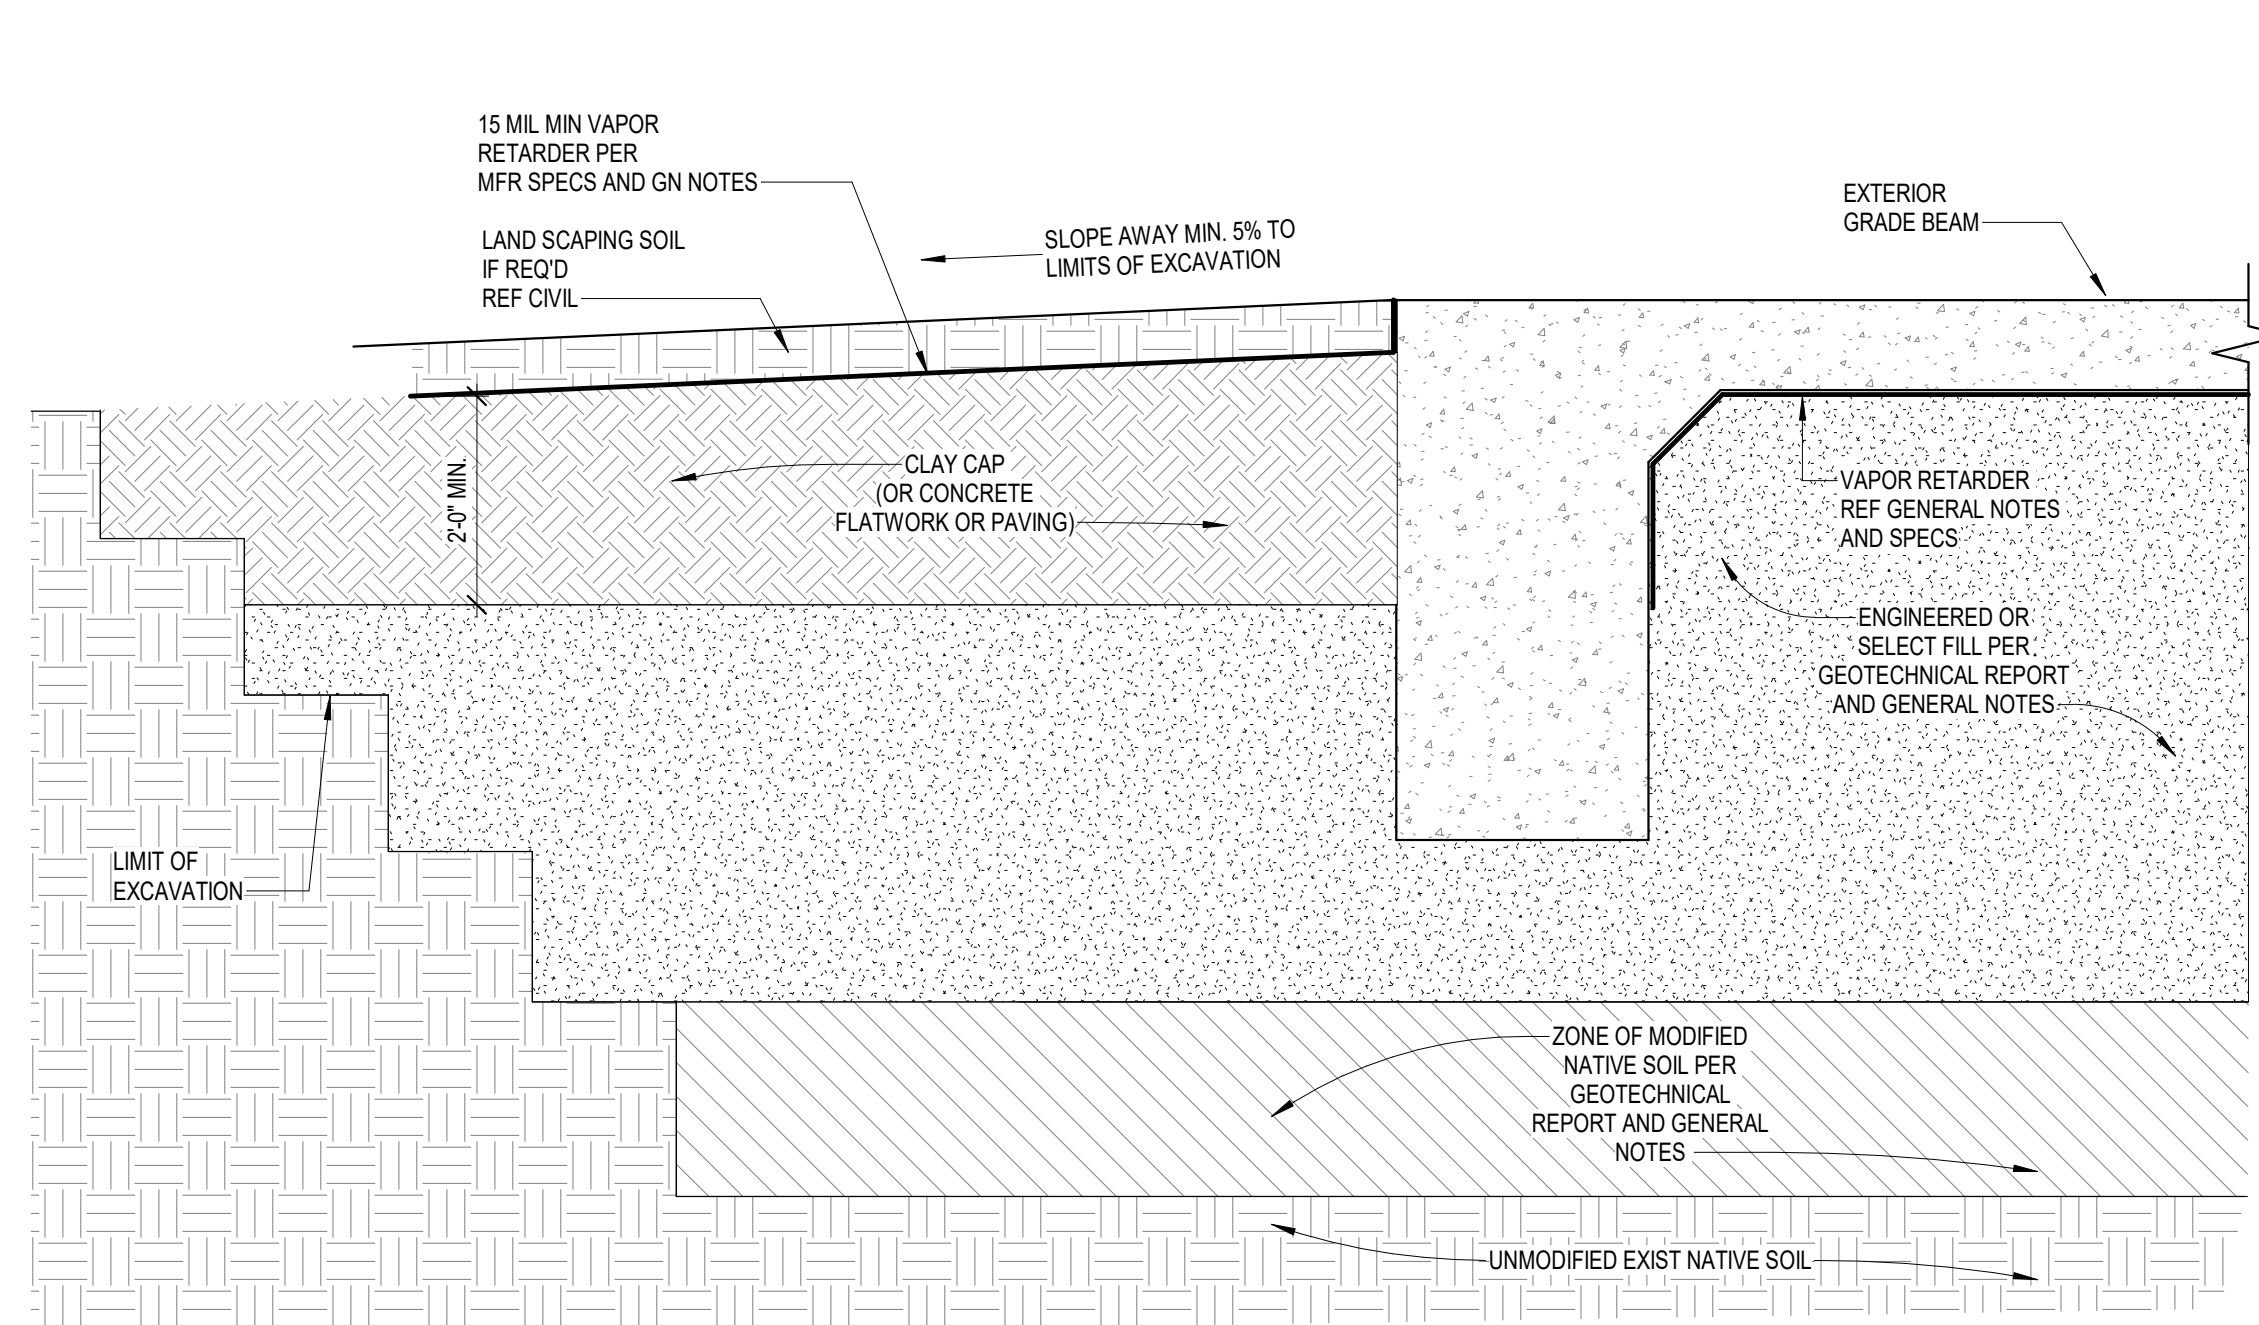 15 MIL MIN VAPOR
RETARDER PER
MFR SPECS AND GN NOTES
LAND SCAPING SOIL
IF REQ'D
REF CIVIL
SLOPE AWAY MIN. 5% TO
LIMITS OF EXCAVATION
EXTERIOR
GRADE BEAM
2'-0" MIN.
CLAY CAP
(OR CONCRETE
FLATWORK OR PAVING)
VAPOR RETARDER
REF GENERAL NOTES
AND SPECS
ENGINEERED OR
SELECT FILL PER
GEOTECHNICAL REPORT
AND GENERAL NOTES
LIMIT OF
EXCAVATION
ZONE OF MODIFIED
NATIVE SOIL PER
GEOTECHNICAL
REPORT AND GENERAL
NOTES
UNMODIFIED EXIST NATIVE SOIL